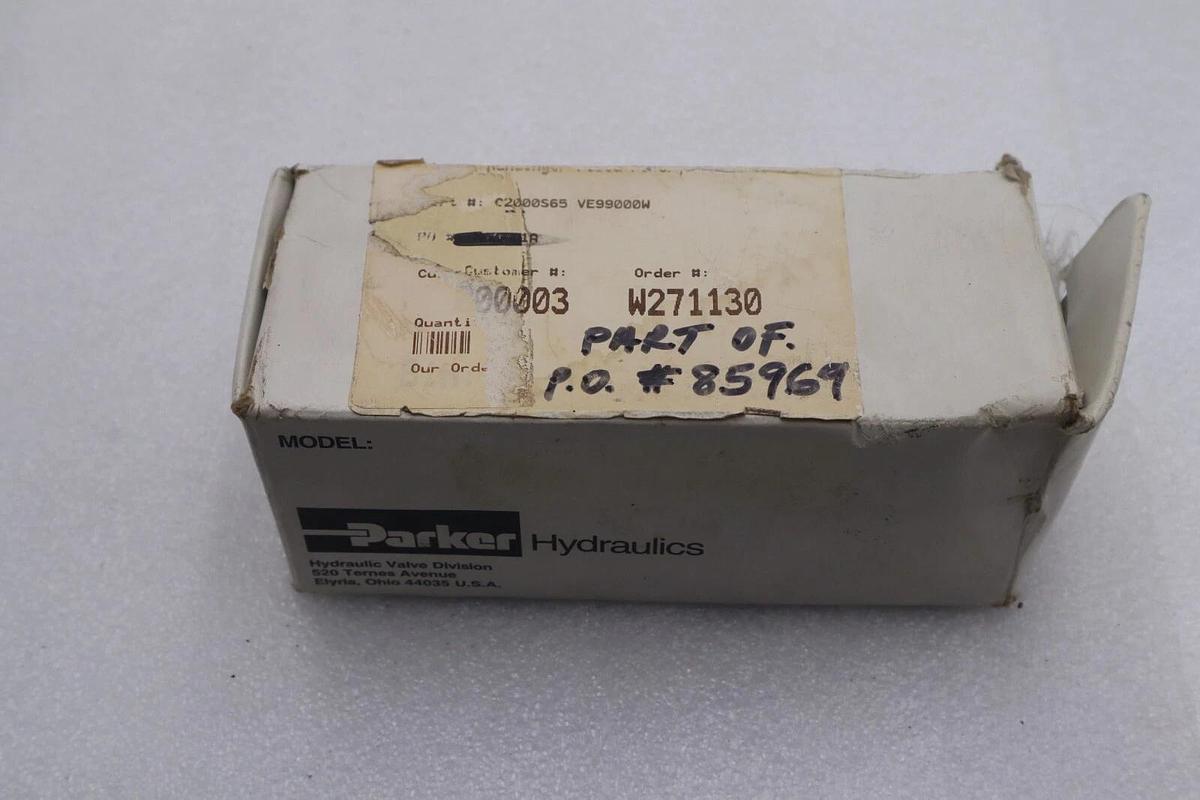 #: C2000S65 VE99000W
PO #
Customer #: Order #:
00003 W271130
Quanti
PART OF.
Our Orde
P.O. #85969
MODEL:
Parker Hydraulics
Hydraulic Valve Division
520 Ternes Avenue
Elyria, Ohio 44035 U.S.A.